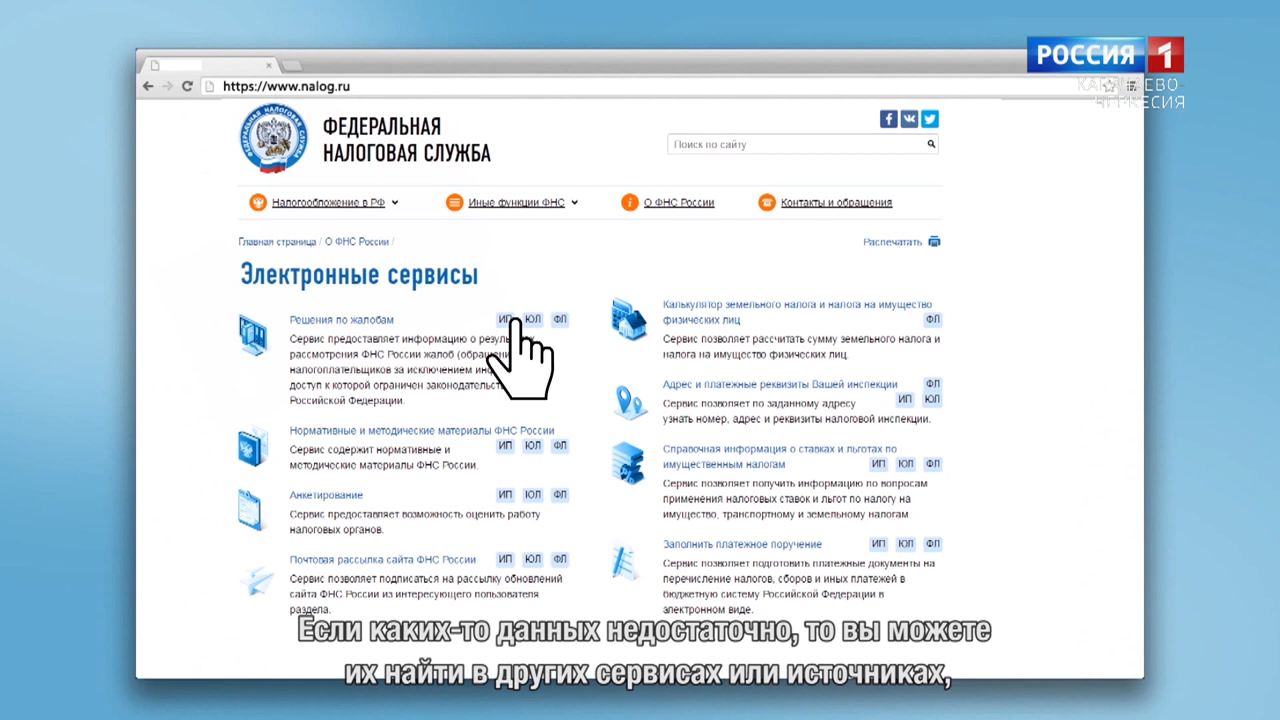 РОССИЯ 1
КАРАЧАЕВО-
ЧЕРКЕСИЯ
https://www.nalog.ru
ФЕДЕРАЛЬНАЯ
НАЛОГОВАЯ СЛУЖБА
Поиск по сайту
Налогообложение в РФ
Иные функции ФНС
О ФНС России
Контакты и обращения
Главная страница / О ФНС России /
Распечатать
Электронные сервисы
Решения по жалобам ИП ЮЛ ФЛ
Сервис предоставляет информацию о
рассмотрения ФНС России жалоб
налогоплательщиков за исключением
доступ к которой ограничен
Российской Федерации.
Нормативные и методические материалы ФНС России
ИП ЮЛ ФЛ
Сервис содержит нормативные и
методические материалы ФНС России.
Анкетирование ИП ЮЛ ФЛ
Сервис предоставляет возможность оценить работу
налоговых органов.
Почтовая рассылка сайта ФНС России ИП ЮЛ ФЛ
Сервис позволяет подписаться на рассылку обновлений
сайта ФНС России из интересующего пользователя
раздела.
Калькулятор земельного налога и налога на имущество
физических лиц ФЛ
Сервис позволяет рассчитать сумму земельного налога и
налога на имущество физических лиц.
Адрес и платежные реквизиты Вашей инспекции ФЛ
ИП ЮЛ
Сервис позволяет по заданному адресу
узнать номер, адрес и реквизиты налоговой инспекции.
Справочная информация о ставках и льготах по
имущественным налогам ИП ЮЛ ФЛ
Сервис позволяет получить информацию по вопросам
применения налоговых ставок и льгот по налогу на
имущество, транспортному и земельному налогам.
Заполнить платежное поручение ИП ЮЛ ФЛ
Сервис позволяет подготовить платежные документы на
перечисление налогов, сборов и иных платежей в
бюджетную систему Российской Федерации в
электронном виде.
Если каких-то данных недостаточно, то вы можете
их найти в других сервисах или источниках,